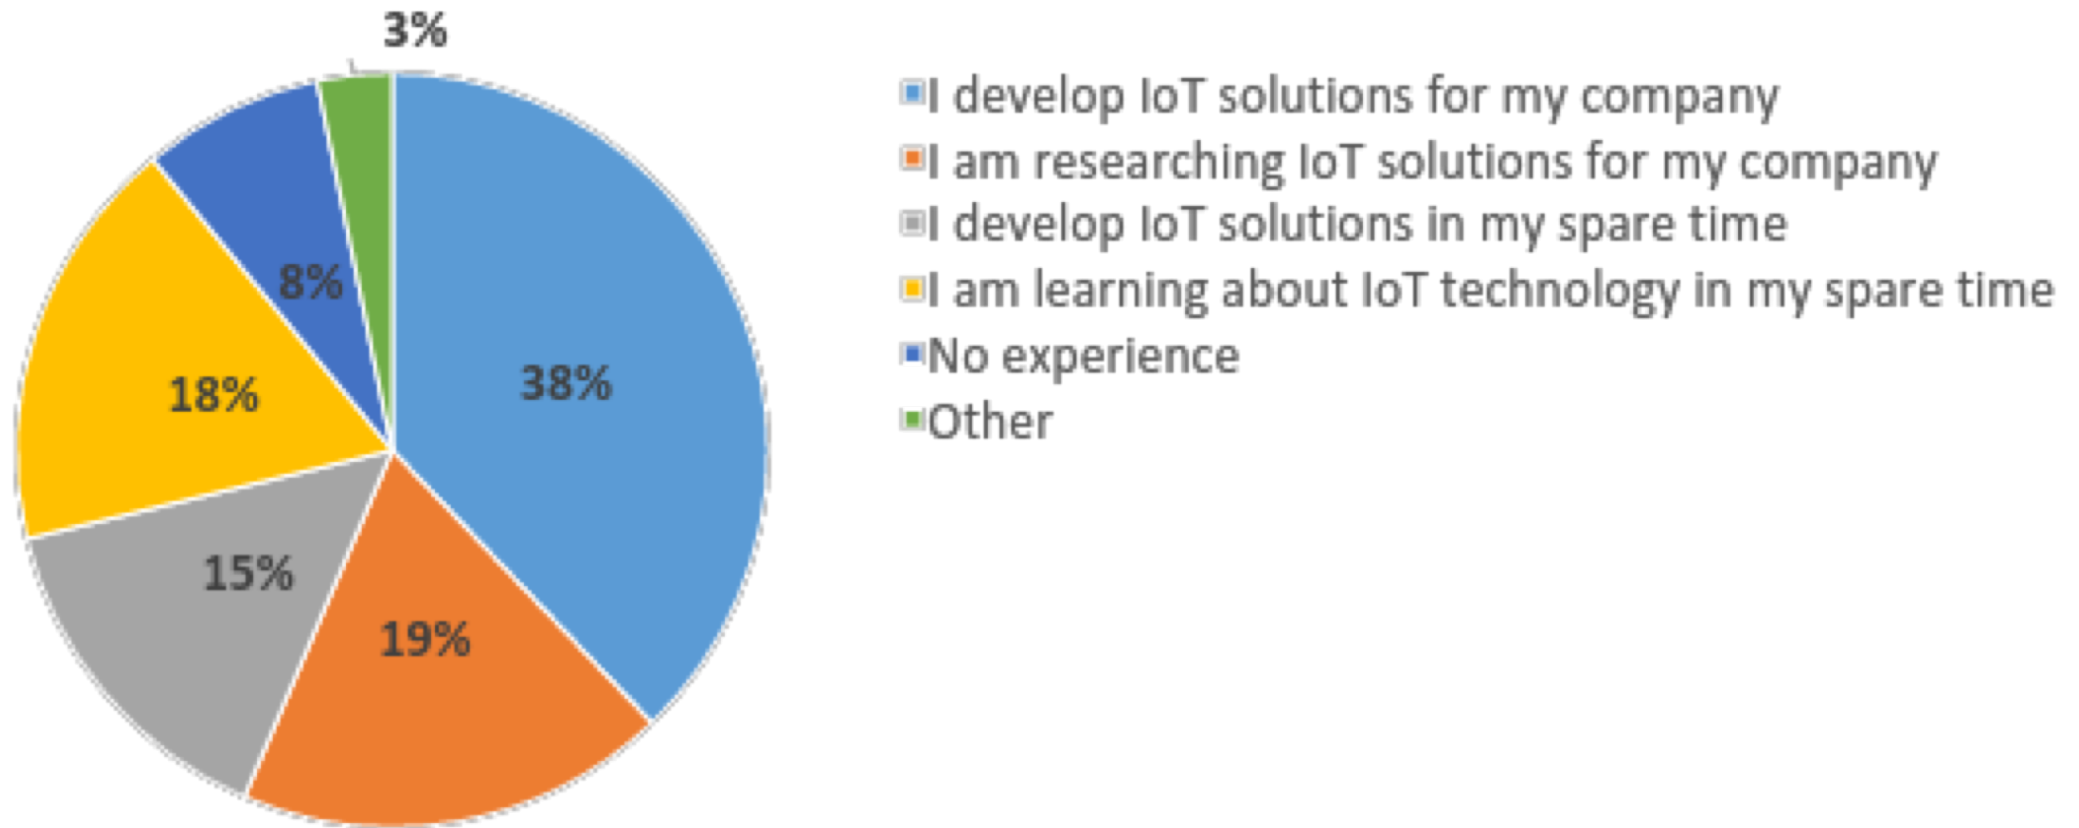 3%
8%
38%
18%
15%
19%
I develop IoT solutions for my company
I am researching IoT solutions for my company
I develop IoT solutions in my spare time
I am learning about IoT technology in my spare time
No experience
Other